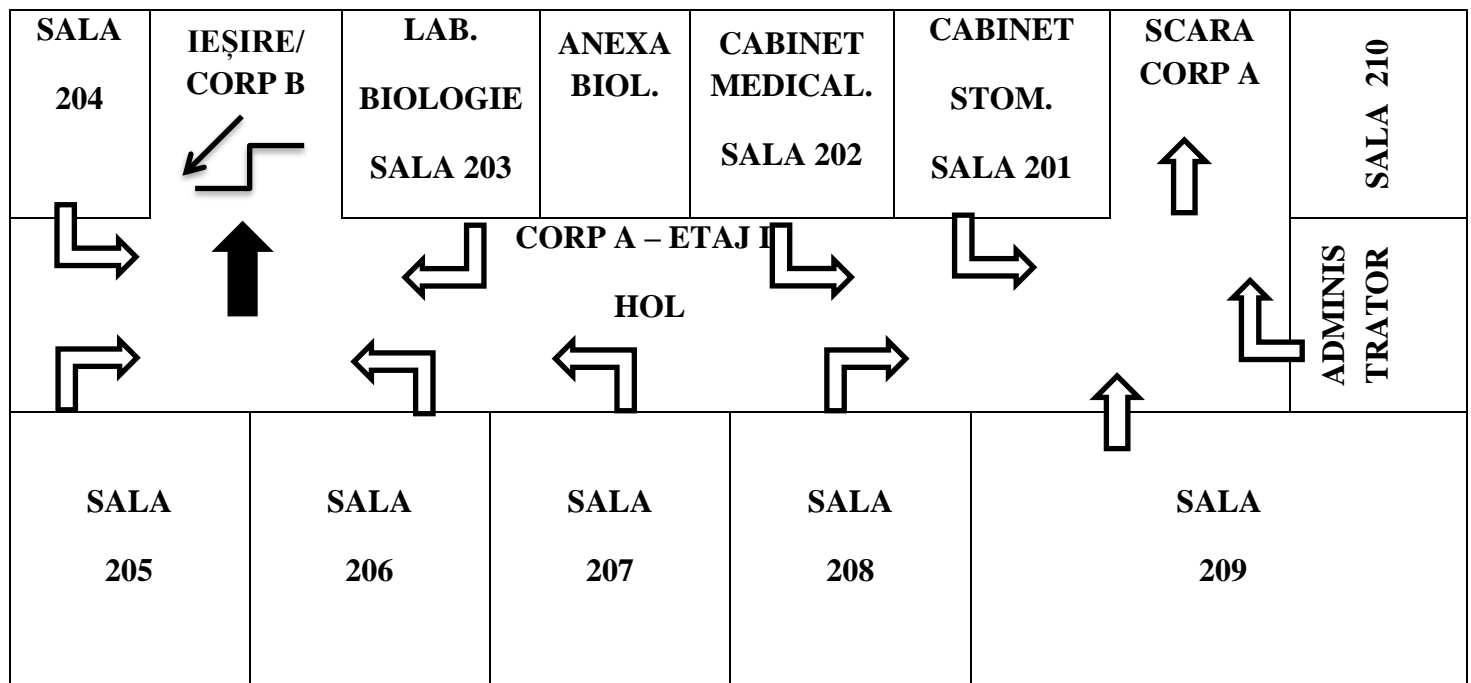 SALA
204
IEȘIRE/
CORP B
LAB.
BIOLOGIE
SALA 203
ANEXA
BIOL.
CABINET
MEDICAL.
SALA 202
CABINET
STOM.
SALA 201
SCARA
CORP A
SALA 210
CORP A – ETAJ I
HOL
ADMINIS
TRATOR
SALA
205
SALA
206
SALA
207
SALA
208
SALA
209